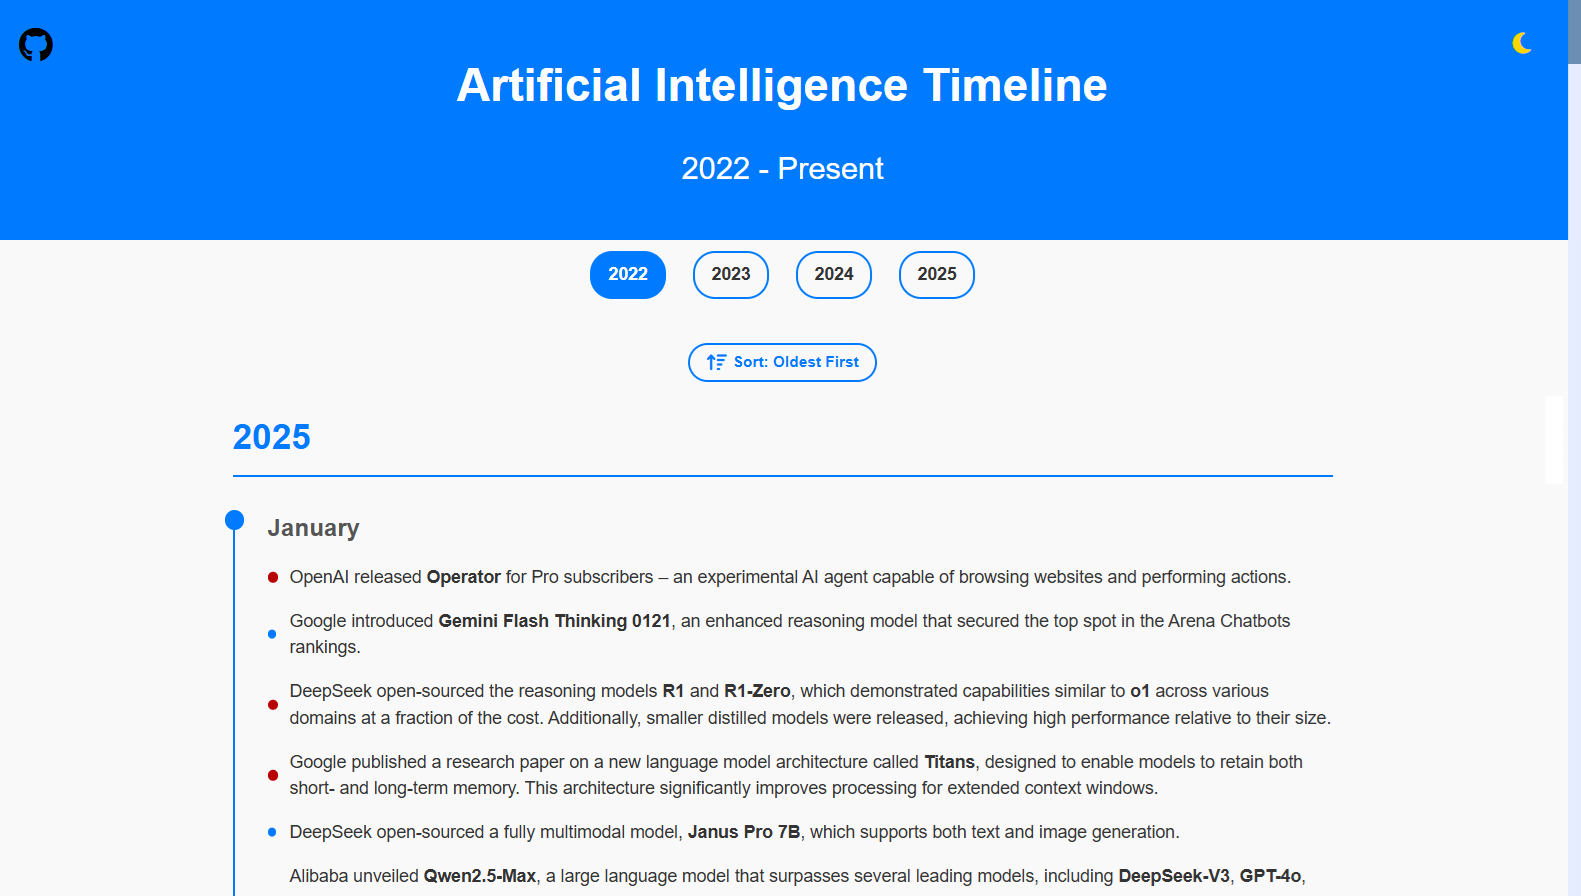 Artificial Intelligence Timeline
2022 - Present
2022 2023 2024 2025
Sort: Oldest First
2025
January
OpenAI released Operator for Pro subscribers – an experimental AI agent capable of browsing websites and performing actions.
Google introduced Gemini Flash Thinking 0121, an enhanced reasoning model that secured the top spot in the Arena Chatbots
rankings.
DeepSeek open-sourced the reasoning models R1 and R1-Zero, which demonstrated capabilities similar to o1 across various
domains at a fraction of the cost. Additionally, smaller distilled models were released, achieving high performance relative to their size.
Google published a research paper on a new language model architecture called Titans, designed to enable models to retain both
short- and long-term memory. This architecture significantly improves processing for extended context windows.
DeepSeek open-sourced a fully multimodal model, Janus Pro 7B, which supports both text and image generation.
Alibaba unveiled Qwen2.5-Max, a large language model that surpasses several leading models, including DeepSeek-V3, GPT-4o,